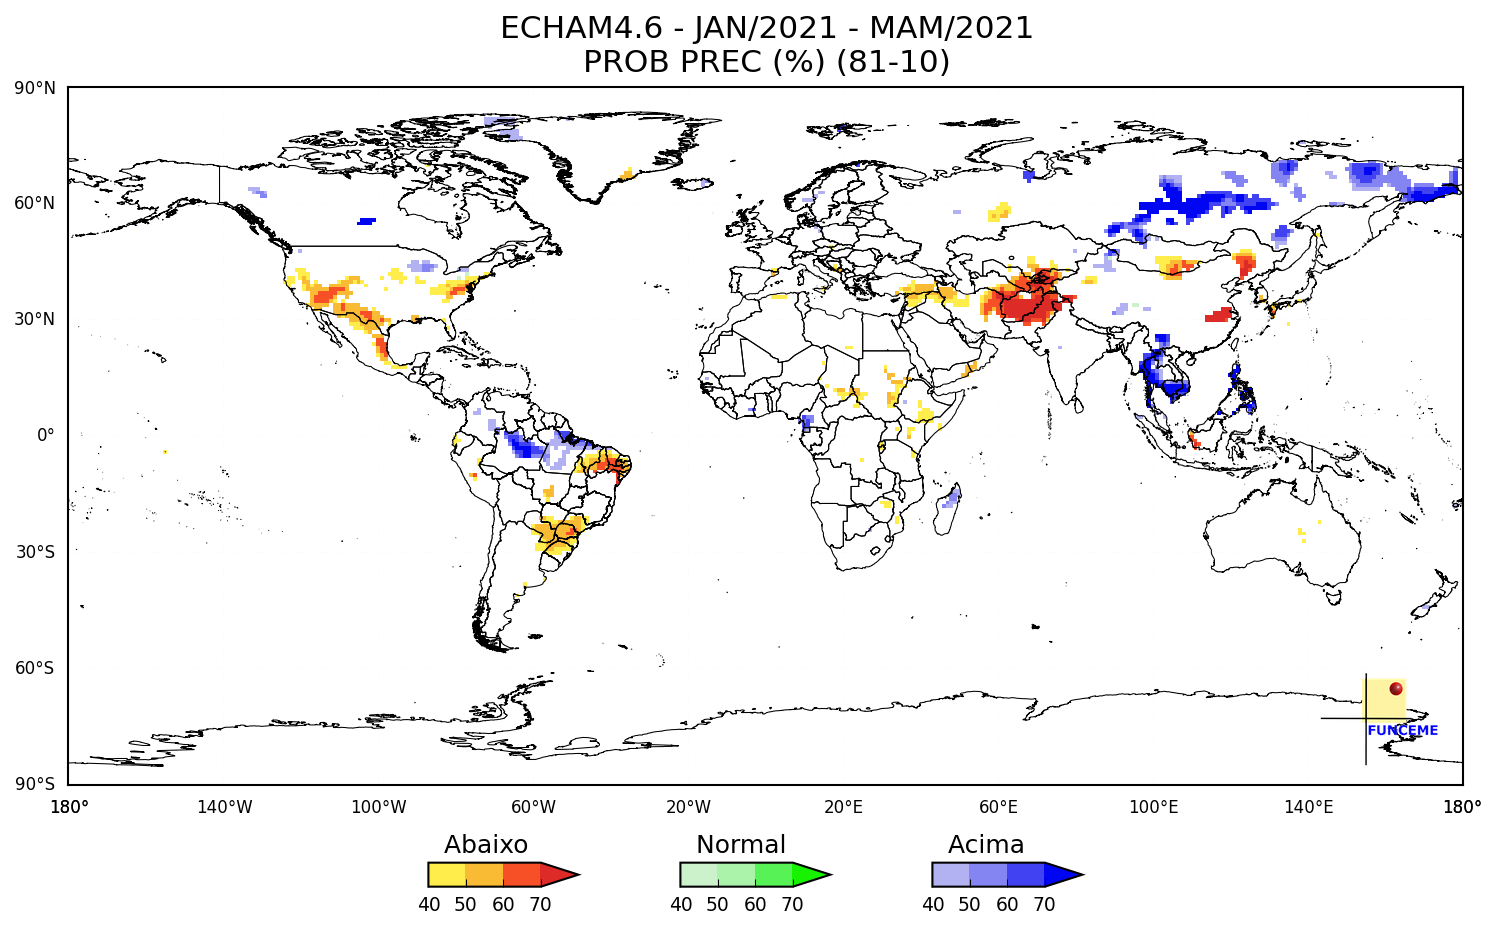 ECHAM4.6 - JAN/2021 - MAM/2021
PROB PREC (%) (81-10)
90°N
60°N
30°N
0°
30°S
60°S
90°S
FUNCEME
180° 140°W 100°W 60°W 20°W 20°E 60°E 100°E 140°E 180°
Abaixo Normal Acima
40 50 60 70 40 50 60 70 40 50 60 70